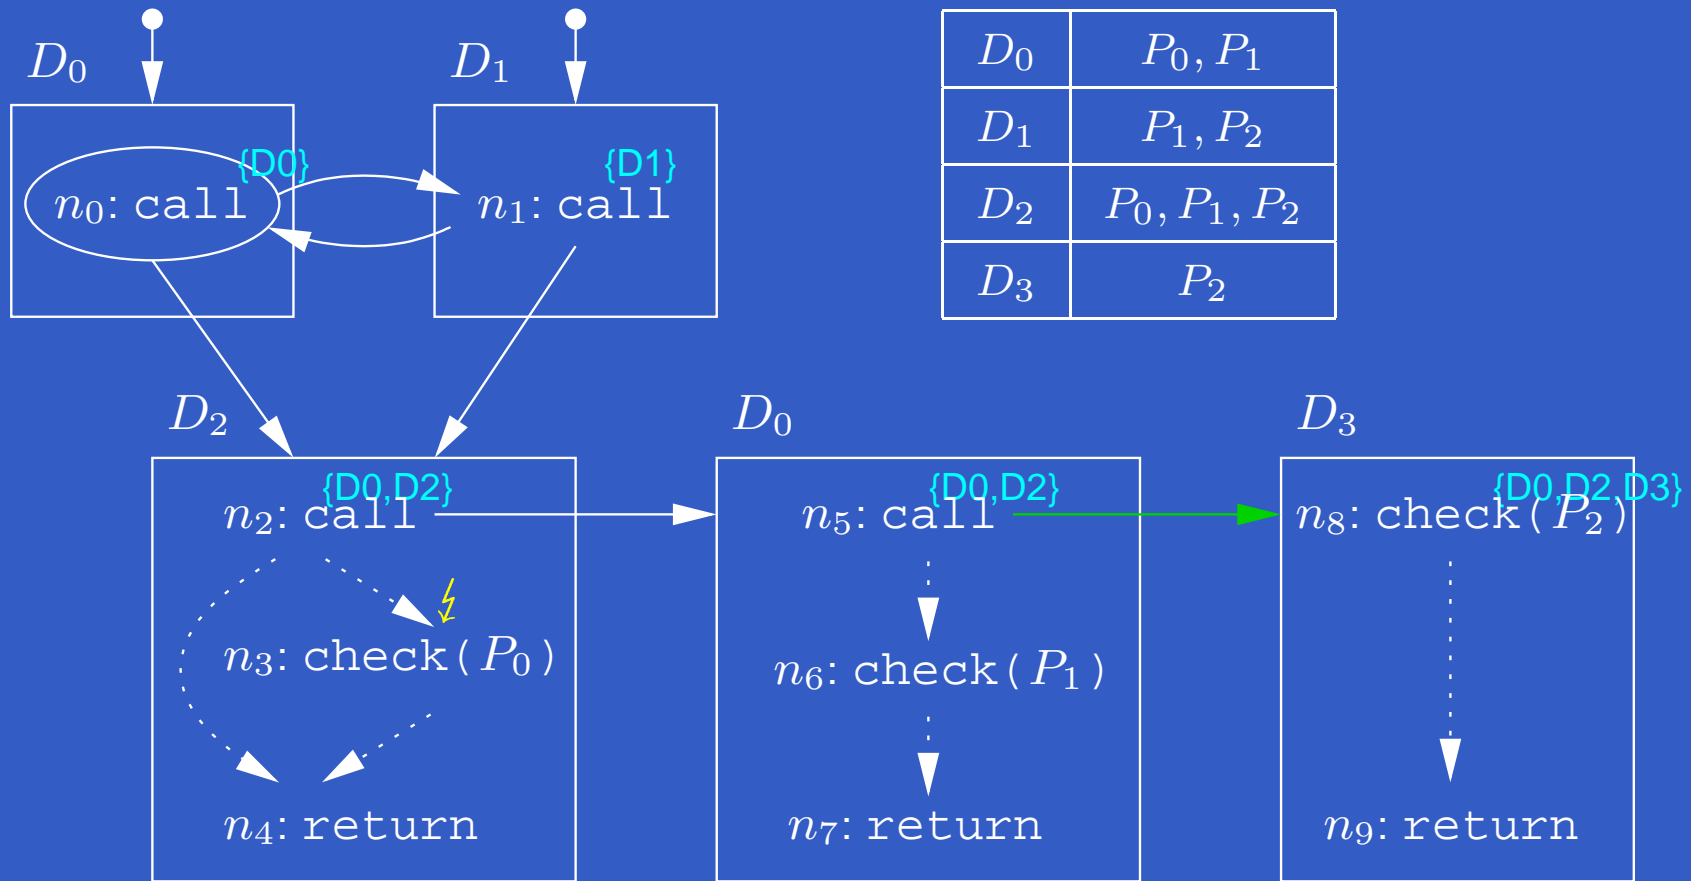 D₀
D₁
{D0}
{D1}
n₀: call
n₁: call
D₀ P₀, P₁
D₁ P₁, P₂
D₂ P₀, P₁, P₂
D₃ P₂
D₂
D₀
D₃
{D0,D2}
{D0,D2}
{D0,D2,D3}
n₂: call
n₅: call
n₈: check(P₂)
n₃: check(P₀)
n₆: check(P₁)
n₄: return
n₇: return
n₉: return